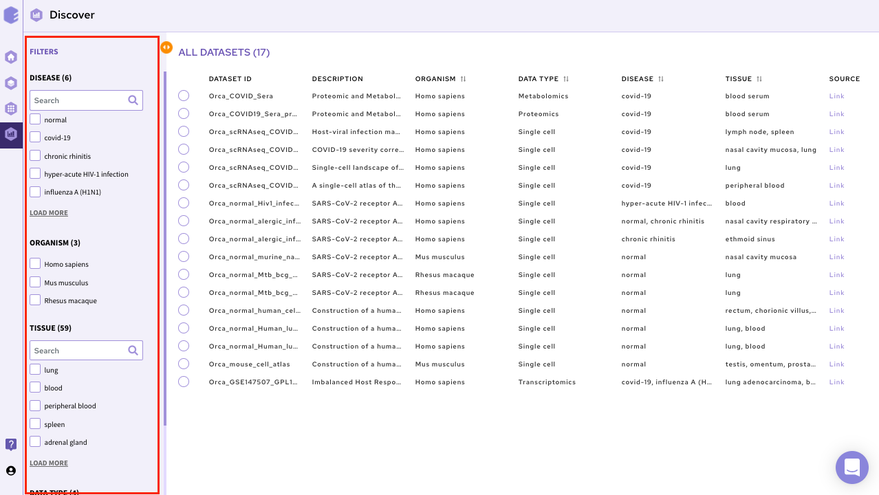 Discover
FILTERS
DISEASE (6)
Search
normal
covid-19
chronic rhinitis
hyper-acute HIV-1 infection
influenza A (H1N1)
LOAD MORE
ORGANISM (3)
Homo sapiens
Mus musculus
Rhesus macaque
TISSUE (59)
Search
lung
blood
peripheral blood
spleen
adrenal gland
LOAD MORE
DATA TYPE (4)
ALL DATASETS (17)
DATASET ID DESCRIPTION ORGANISM DATA TYPE DISEASE TISSUE SOURCE
Orca_COVID_Sera Proteomic and Metabol... Homo sapiens Metabolomics covid-19 blood serum Link
Orca_COVID19_Sera_pr... Proteomic and Metabol... Homo sapiens Proteomics covid-19 blood serum Link
Orca_scRNAseq_COVID... Host-viral infection ma... Homo sapiens Single cell covid-19 lymph node, spleen Link
Orca_scRNAseq_COVID... COVID-19 severity corre... Homo sapiens Single cell covid-19 nasal cavity mucosa, lung Link
Orca_scRNAseq_COVID... Single-cell landscape of... Homo sapiens Single cell covid-19 lung Link
Orca_scRNAseq_COVID... A single-cell atlas of th... Homo sapiens Single cell covid-19 peripheral blood Link
Orca_normal_Hiv1_infec... SARS-CoV-2 receptor A... Homo sapiens Single cell hyper-acute HIV-1 infec... blood Link
Orca_normal_alergic_inf... SARS-CoV-2 receptor A... Homo sapiens Single cell normal, chronic rhinitis nasal cavity respiratory ... Link
Orca_normal_alergic_inf... SARS-CoV-2 receptor A... Homo sapiens Single cell chronic rhinitis ethmoid sinus Link
Orca_normal_murine_na... SARS-CoV-2 receptor A... Mus musculus Single cell normal nasal cavity mucosa Link
Orca_normal_Mtb_bcg_... SARS-CoV-2 receptor A... Rhesus macaque Single cell normal lung Link
Orca_normal_Mtb_bcg_... SARS-CoV-2 receptor A... Rhesus macaque Single cell normal lung Link
Orca_normal_human_cel... Construction of a huma... Homo sapiens Single cell normal rectum, chorionic villus,... Link
Orca_normal_Human_lu... Construction of a huma... Homo sapiens Single cell normal lung, blood Link
Orca_normal_Human_lu... Construction of a huma... Homo sapiens Single cell normal lung, blood Link
Orca_mouse_cell_atlas Construction of a huma... Mus musculus Single cell normal testis, omentum, prosta... Link
Orca_GSE147507_GPL1... Imbalanced Host Respo... Homo sapiens Transcriptomics covid-19, influenza A (H... lung adenocarcinoma, b... Link